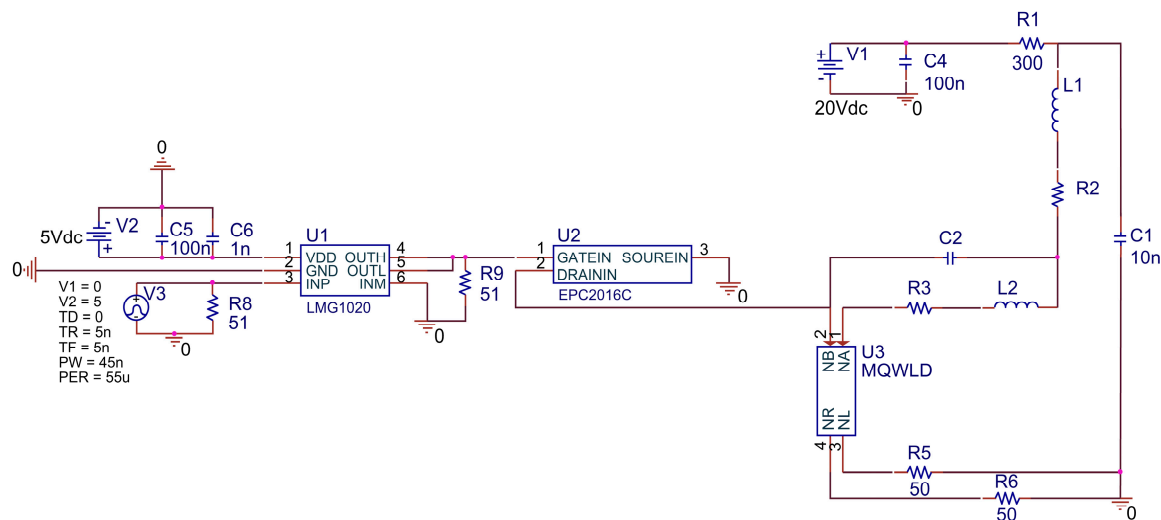 R1
300
+
V1
-
C4
100n
20Vdc
0
L1
R2
C1
10n
0
5Vdc
-
V2
+
C5
100n
C6
1n
U1
1
VDD
OUTH
4
2
GND
OUTL
5
3
INP
INM
6
LMG1020
0
V1 = 0
V2 = 5
TD = 0
TR = 5n
TF = 5n
PW = 45n
PER = 55u
V3
+
-
R8
51
0
R9
51
0
U2
1
GATEIN
SOUREIN
3
2
DRAININ
EPC2016C
0
C2
R3
L2
2
1
NB
NA
U3
MQWLD
NR
NL
4
3
R5
50
R6
50
0